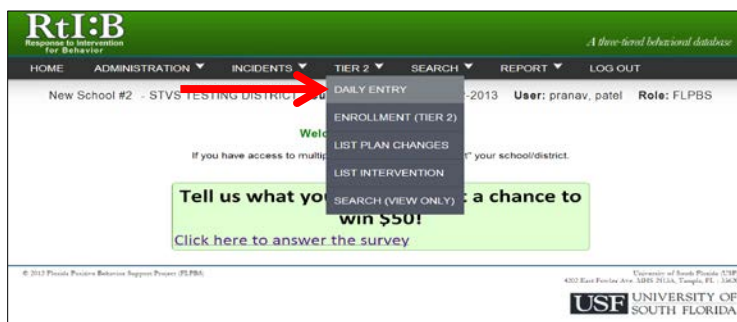 RtI:B
Response to Intervention
for Behavior
A three-tiered behavioral database
HOME ADMINISTRATION INCIDENTS TIER 2 SEARCH REPORT LOG OUT
New School #2 - STVS TESTING DISTRICT -2013 User: pranav, patel Role: FLPBS
DAILY ENTRY
ENROLLMENT (TIER 2)
LIST PLAN CHANGES
LIST INTERVENTION
SEARCH (VIEW ONLY)
If you have access to your school/district.
Tell us what a chance to
win $50!
Click here to answer the survey
© 2012 Florida Positive Behavior Support Project (FLPBS)
University of South Florida
USF UNIVERSITY OF
SOUTH FLORIDA